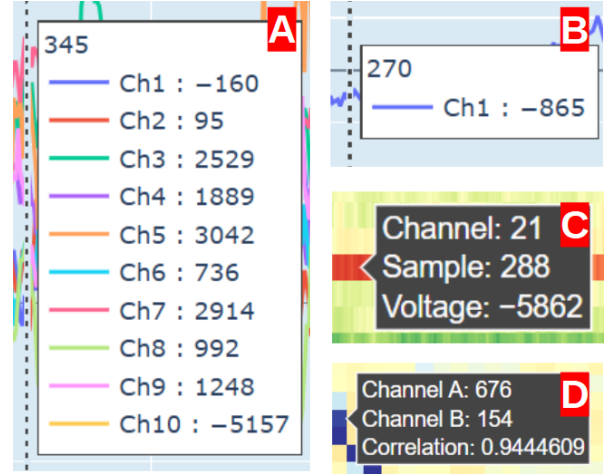 A
345
Ch1 : −160
Ch2 : 95
Ch3 : 2529
Ch4 : 1889
Ch5 : 3042
Ch6 : 736
Ch7 : 2914
Ch8 : 992
Ch9 : 1248
Ch10 : −5157
B
270
Ch1 : −865
C
Channel: 21
Sample: 288
Voltage: −5862
D
Channel A: 676
Channel B: 154
Correlation: 0.9444609